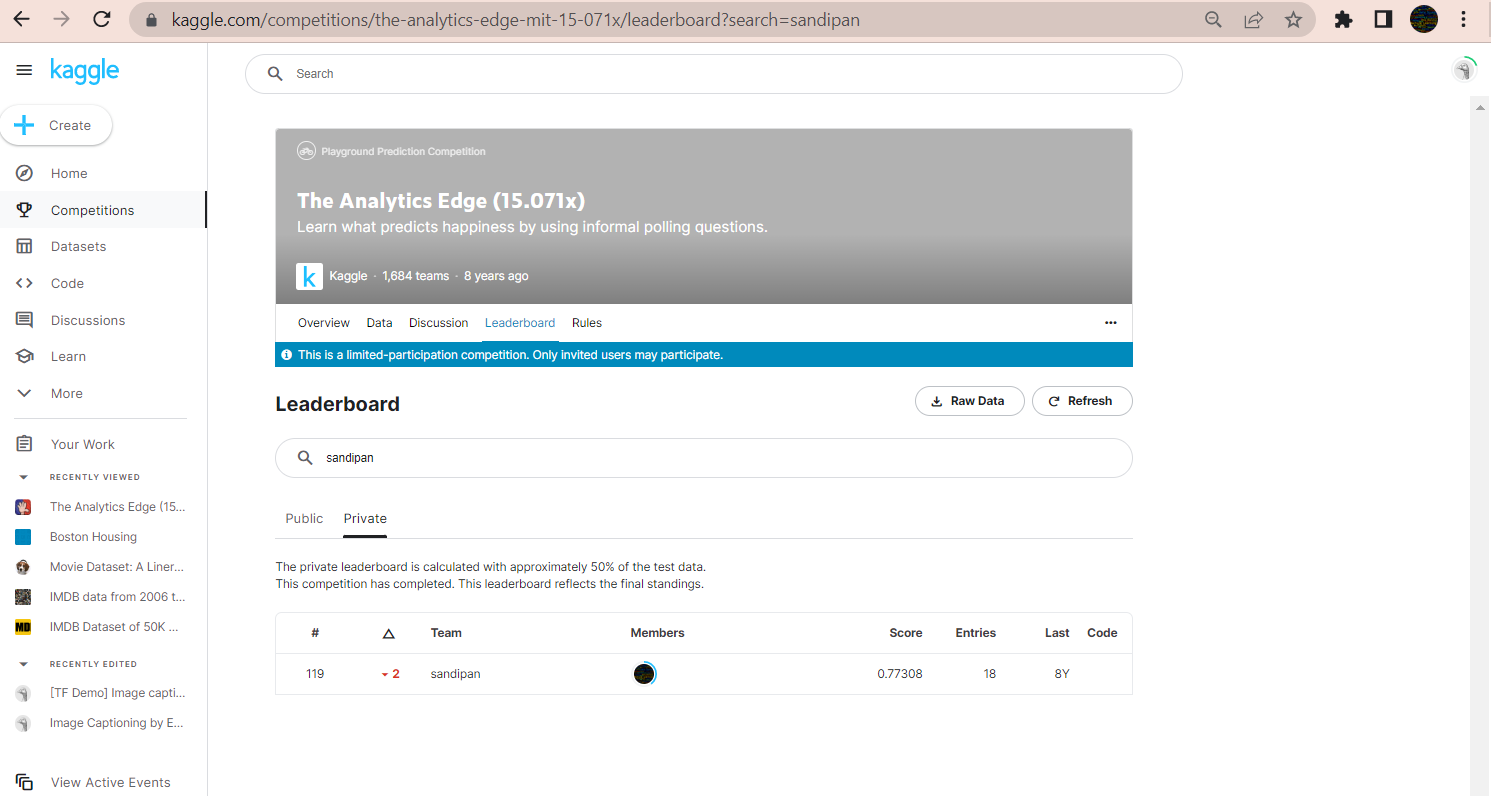 kaggle.com/competitions/the-analytics-edge-mit-15-071x/leaderboard?search=sandipan
kaggle
Search
Create
Home
Competitions
Datasets
Code
Discussions
Learn
More
Your Work
RECENTLY VIEWED
The Analytics Edge (15...
Boston Housing
Movie Dataset: A Liner...
IMDB data from 2006 t...
IMDB Dataset of 50K ...
RECENTLY EDITED
[TF Demo] Image capti...
Image Captioning by E...
View Active Events
Playground Prediction Competition
The Analytics Edge (15.071x)
Learn what predicts happiness by using informal polling questions.
k Kaggle · 1,684 teams · 8 years ago
Overview Data Discussion Leaderboard Rules
This is a limited-participation competition. Only invited users may participate.
Leaderboard
Raw Data Refresh
sandipan
Public Private
The private leaderboard is calculated with approximately 50% of the test data.
This competition has completed. This leaderboard reflects the final standings.
# △ Team Members Score Entries Last Code
119 2 sandipan 0.77308 18 8Y